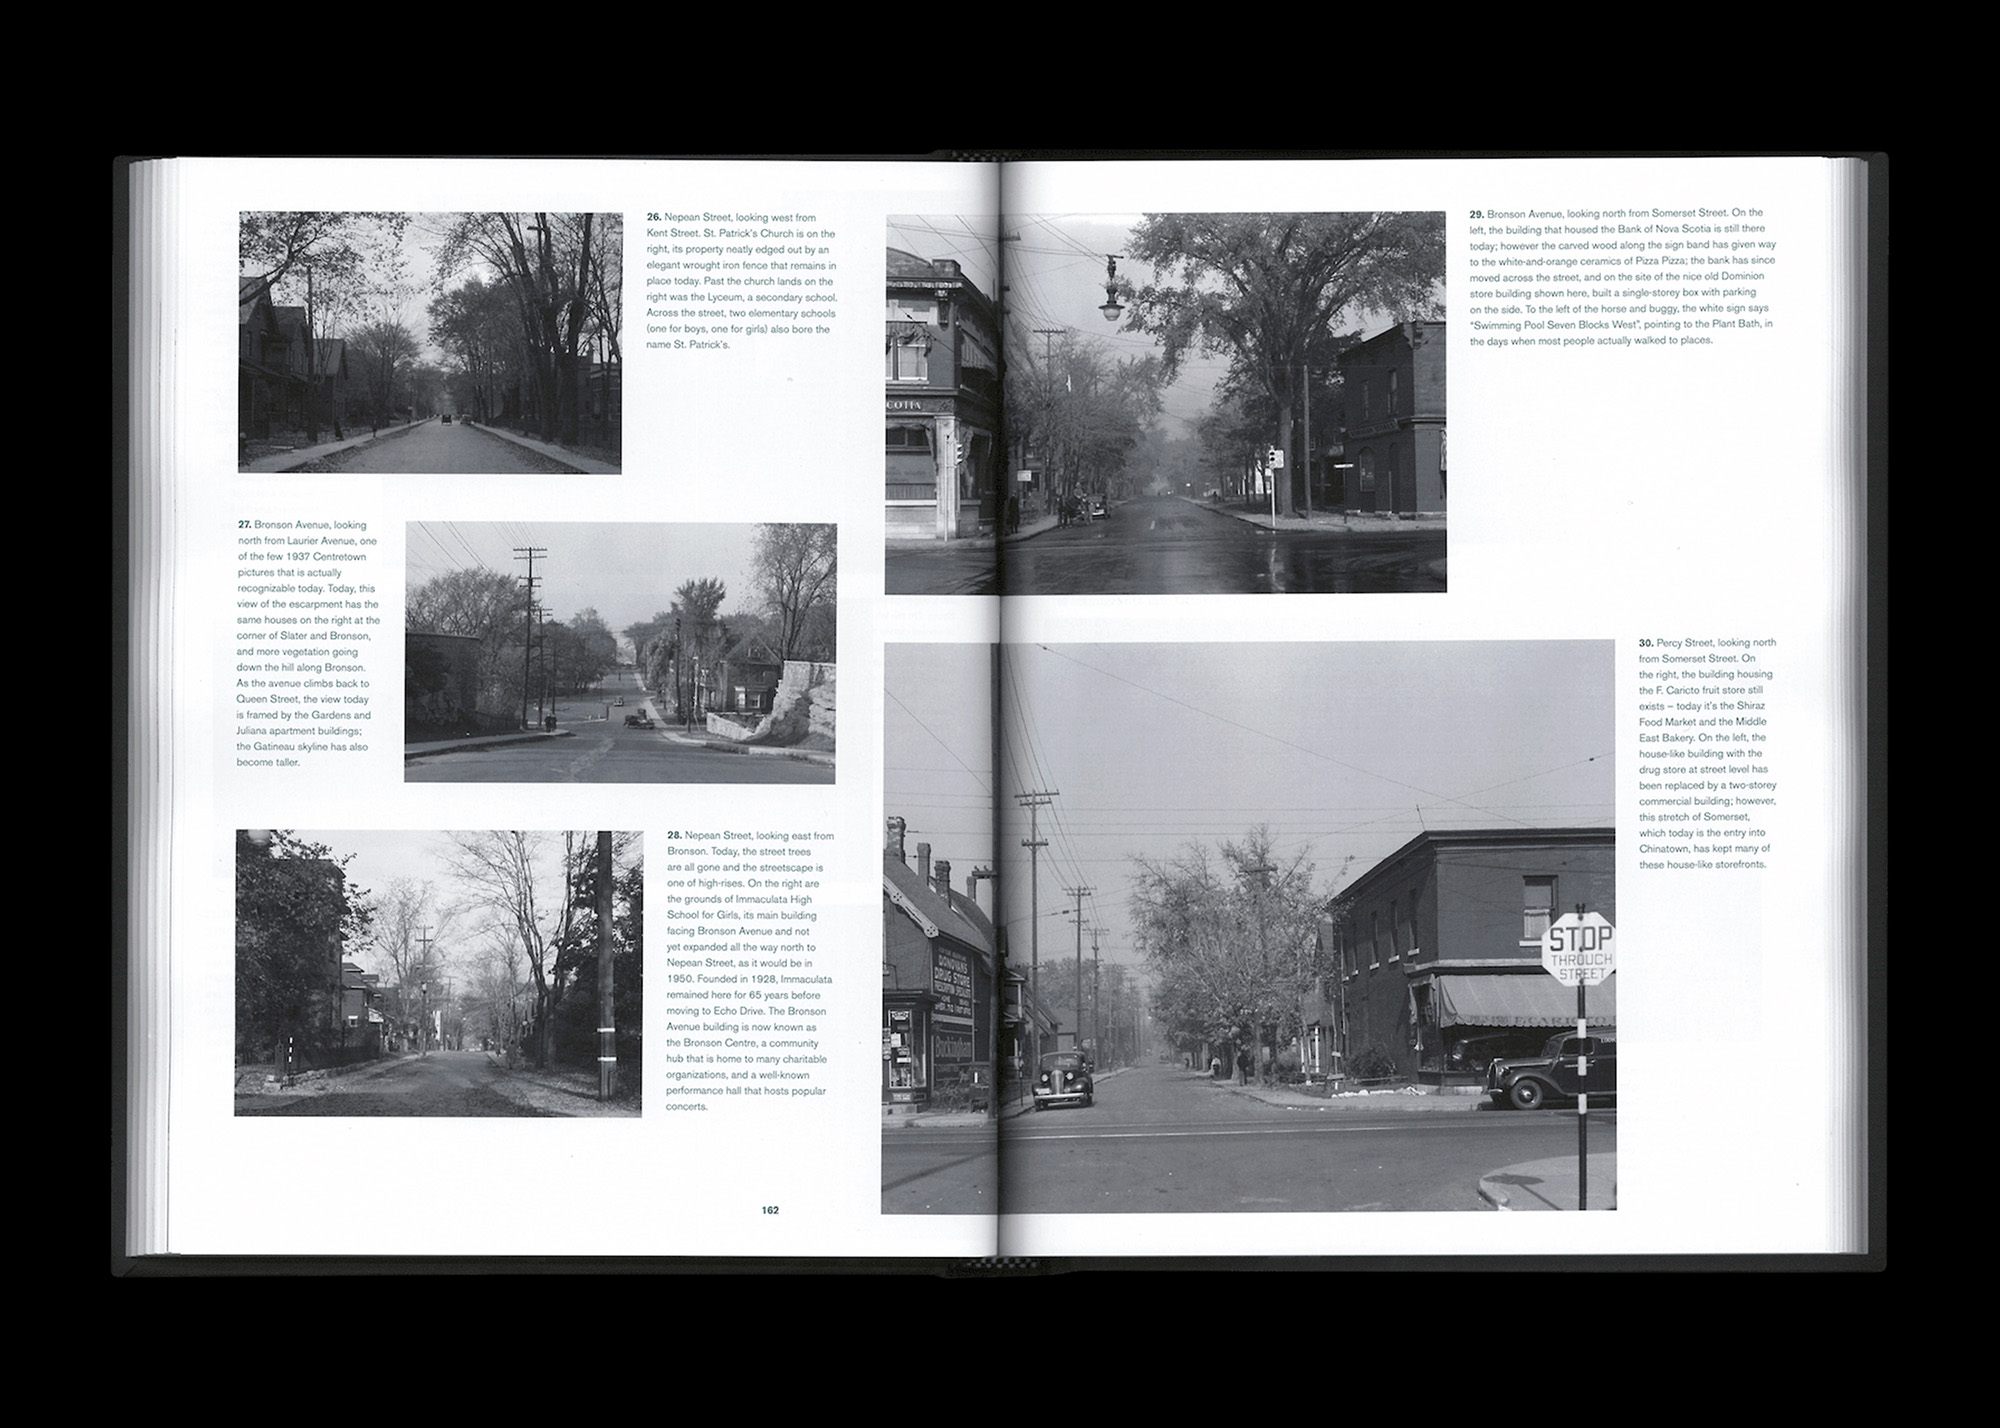 26. Nepean Street, looking west from
Kent Street. St. Patrick's Church is on the
right, its property neatly edged out by an
elegant wrought iron fence that remains in
place today. Past the church lands on the
right was the Lyceum, a secondary school.
Across the street, two elementary schools
(one for boys, one for girls) also bore the
name St. Patrick's.
27. Bronson Avenue, looking
north from Laurier Avenue, one
of the few 1937 Centretown
pictures that is actually
recognizable today. Today, this
view of the escarpment has the
same houses on the right at the
corner of Slater and Bronson,
and more vegetation going
down the hill along Bronson.
As the avenue climbs back to
Queen Street, the view today
is framed by the Gardens and
Juliana apartment buildings;
the Gatineau skyline has also
become taller.
28. Nepean Street, looking east from
Bronson. Today, the street trees
are all gone and the streetscape is
one of high-rises. On the right are
the grounds of Immaculata High
School for Girls, its main building
facing Bronson Avenue and not
yet expanded all the way north to
Nepean Street, as it would be in
1950. Founded in 1928, Immaculata
remained here for 65 years before
moving to Echo Drive. The Bronson
Avenue building is now known as
the Bronson Centre, a community
hub that is home to many charitable
organizations, and a well-known
performance hall that hosts popular
concerts.
162
COTIA
29. Bronson Avenue, looking north from Somerset Street. On the
left, the building that housed the Bank of Nova Scotia is still there
today; however the carved wood along the sign band has given way
to the white-and-orange ceramics of Pizza Pizza; the bank has since
moved across the street, and on the site of the nice old Dominion
store building shown here, built a single-storey box with parking
on the side. To the left of the horse and buggy, the white sign says
"Swimming Pool Seven Blocks West", pointing to the Plant Bath, in
the days when most people actually walked to places.
DONOVANS
DRUG STORE
PRESCRIPTION SPECIALISTS
STOP
THROUGH
STREET
F. CARICTO
30. Percy Street, looking north
from Somerset Street. On
the right, the building housing
the F. Caricto fruit store still
exists – today it's the Shiraz
Food Market and the Middle
East Bakery. On the left, the
house-like building with the
drug store at street level has
been replaced by a two-storey
commercial building; however,
this stretch of Somerset,
which today is the entry into
Chinatown, has kept many of
these house-like storefronts.